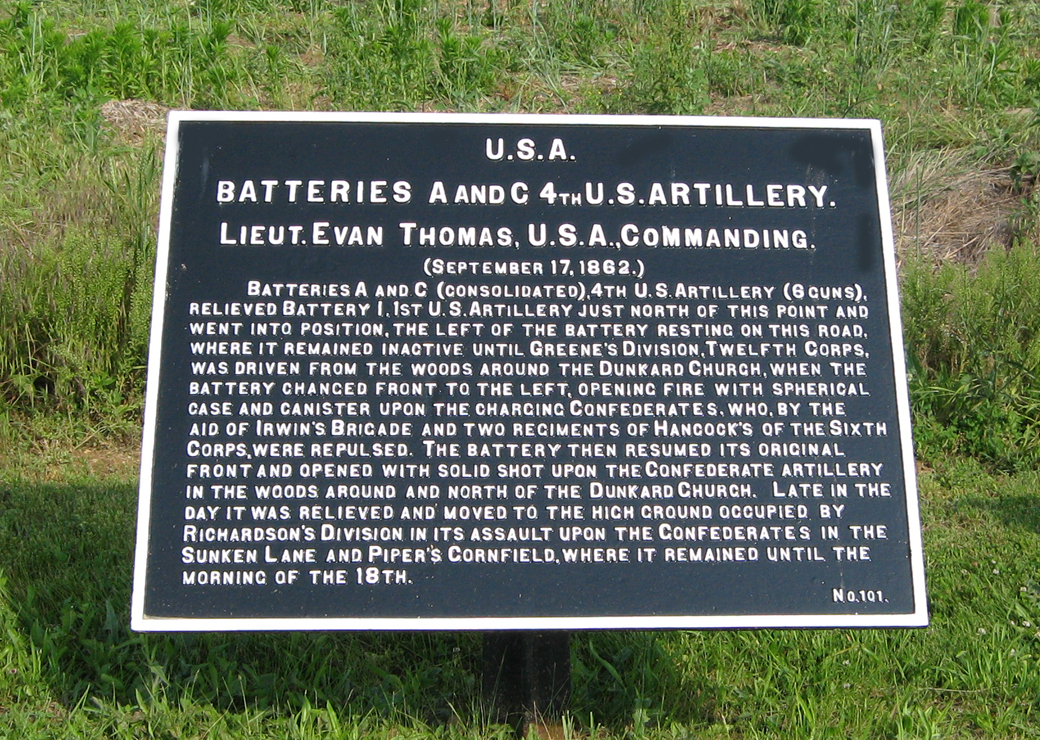 U.S.A.
BATTERIES A AND C 4TH U.S. ARTILLERY.
LIEUT. EVAN THOMAS, U.S.A., COMMANDING.
(SEPTEMBER 17, 1862.)
BATTERIES A AND C (CONSOLIDATED), 4TH U.S. ARTILLERY (6 GUNS),
RELIEVED BATTERY I, 1ST U.S. ARTILLERY JUST NORTH OF THIS POINT AND
WENT INTO POSITION, THE LEFT OF THE BATTERY RESTING ON THIS ROAD,
WHERE IT REMAINED INACTIVE UNTIL GREENE'S DIVISION, TWELFTH CORPS,
WAS DRIVEN FROM THE WOODS AROUND THE DUNKARD CHURCH, WHEN THE
BATTERY CHANGED FRONT TO THE LEFT, OPENING FIRE WITH SPHERICAL
CASE AND CANISTER UPON THE CHARGING CONFEDERATES, WHO, BY THE
AID OF IRWIN'S BRIGADE AND TWO REGIMENTS OF HANCOCK'S OF THE SIXTH
CORPS, WERE REPULSED. THE BATTERY THEN RESUMED ITS ORIGINAL
FRONT AND OPENED WITH SOLID SHOT UPON THE CONFEDERATE ARTILLERY
IN THE WOODS AROUND AND NORTH OF THE DUNKARD CHURCH. LATE IN THE
DAY IT WAS RELIEVED AND MOVED TO THE HIGH GROUND OCCUPIED BY
RICHARDSON'S DIVISION IN ITS ASSAULT UPON THE CONFEDERATES IN THE
SUNKEN LANE AND PIPER'S CORNFIELD, WHERE IT REMAINED UNTIL THE
MORNING OF THE 18TH.
NO. 101.